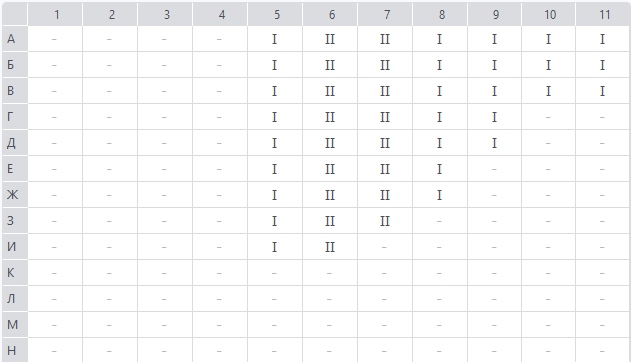 1 2 3 4 5 6 7 8 9 10 11
А - - - - I II II I I I I
Б - - - - I II II I I I I
В - - - - I II II I I I I
Г - - - - I II II I I - -
Д - - - - I II II I I - -
Е - - - - I II II I - - -
Ж - - - - I II II I - - -
З - - - - I II II - - - -
И - - - - I II - - - - -
К - - - - - - - - - - -
Л - - - - - - - - - - -
М - - - - - - - - - - -
Н - - - - - - - - - - -